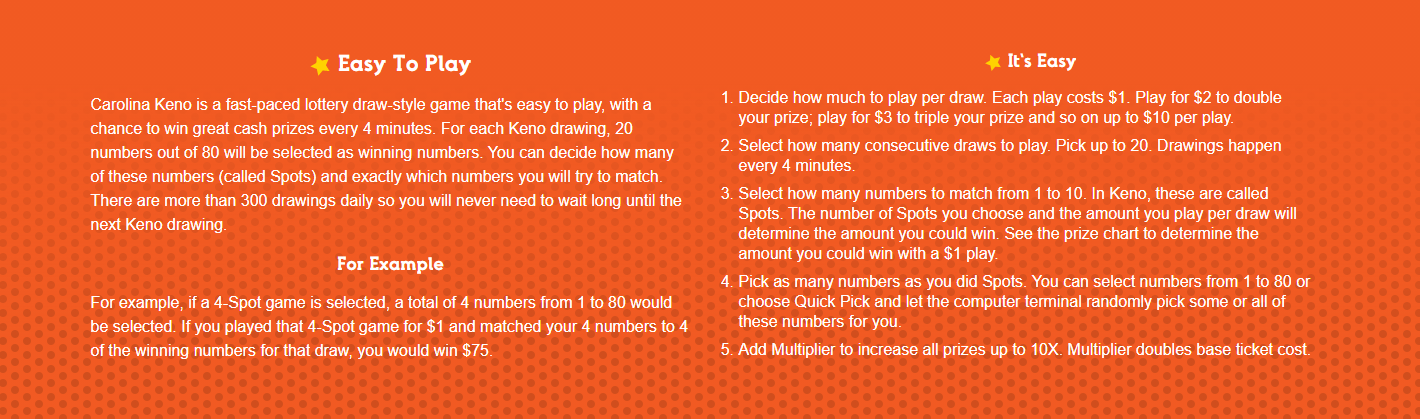 Easy To Play
Carolina Keno is a fast-paced lottery draw-style game that's easy to play, with a
chance to win great cash prizes every 4 minutes. For each Keno drawing, 20
numbers out of 80 will be selected as winning numbers. You can decide how many
of these numbers (called Spots) and exactly which numbers you will try to match.
There are more than 300 drawings daily so you will never need to wait long until the
next Keno drawing.
For Example
For example, if a 4-Spot game is selected, a total of 4 numbers from 1 to 80 would
be selected. If you played that 4-Spot game for $1 and matched your 4 numbers to 4
of the winning numbers for that draw, you would win $75.
It's Easy
1. Decide how much to play per draw. Each play costs $1. Play for $2 to double
your prize; play for $3 to triple your prize and so on up to $10 per play.
2. Select how many consecutive draws to play. Pick up to 20. Drawings happen
every 4 minutes.
3. Select how many numbers to match from 1 to 10. In Keno, these are called
Spots. The number of Spots you choose and the amount you play per draw will
determine the amount you could win. See the prize chart to determine the
amount you could win with a $1 play.
4. Pick as many numbers as you did Spots. You can select numbers from 1 to 80 or
choose Quick Pick and let the computer terminal randomly pick some or all of
these numbers for you.
5. Add Multiplier to increase all prizes up to 10X. Multiplier doubles base ticket cost.